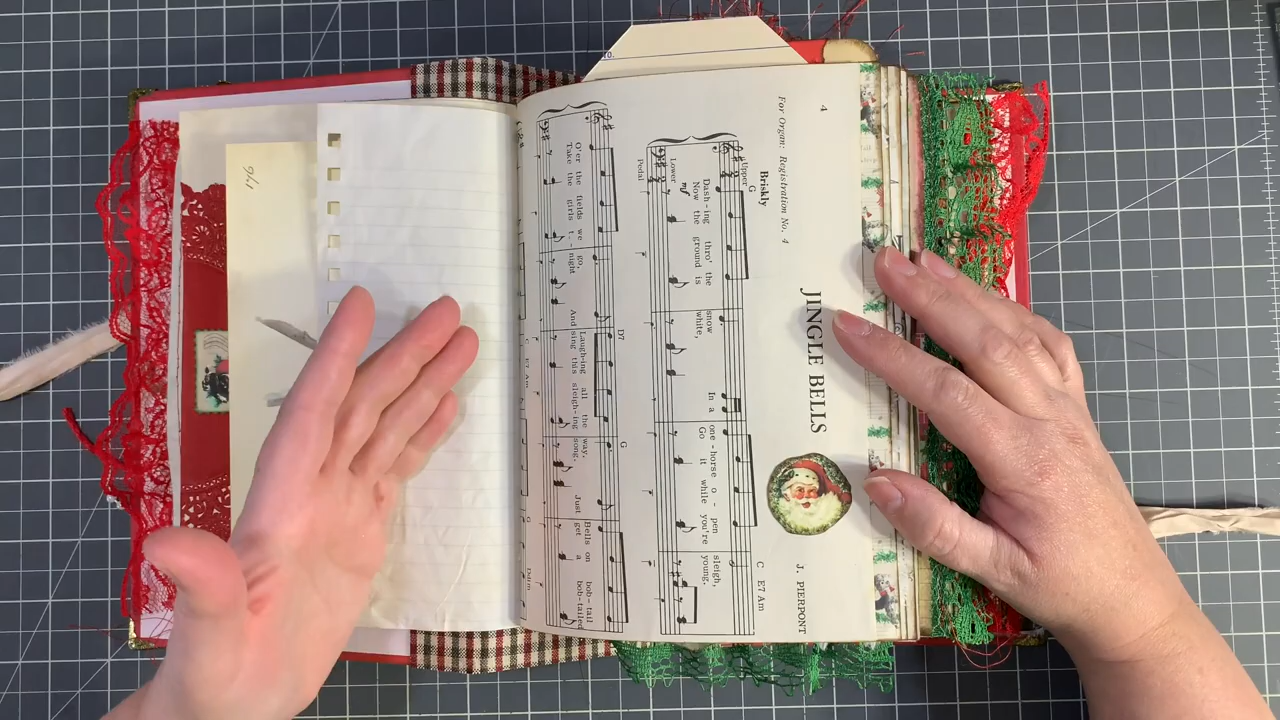 4
JINGLE BELLS
For Organ: Registration No. 4
J. PIERPONT
Briskly
G
C E7 Am
Upper
Lower
Pedal
mf
Dash-ing thro' the snow In a one-horse o-pen sleigh,
Now the ground is white, Go it while you're young,
D7 G
O'er the fields we go, Laugh-ing all the way, Bells on bob-tail
Take the girls t'-night And sing this sleigh-ing song, Just get a bob-tailed
C E7 Am
G